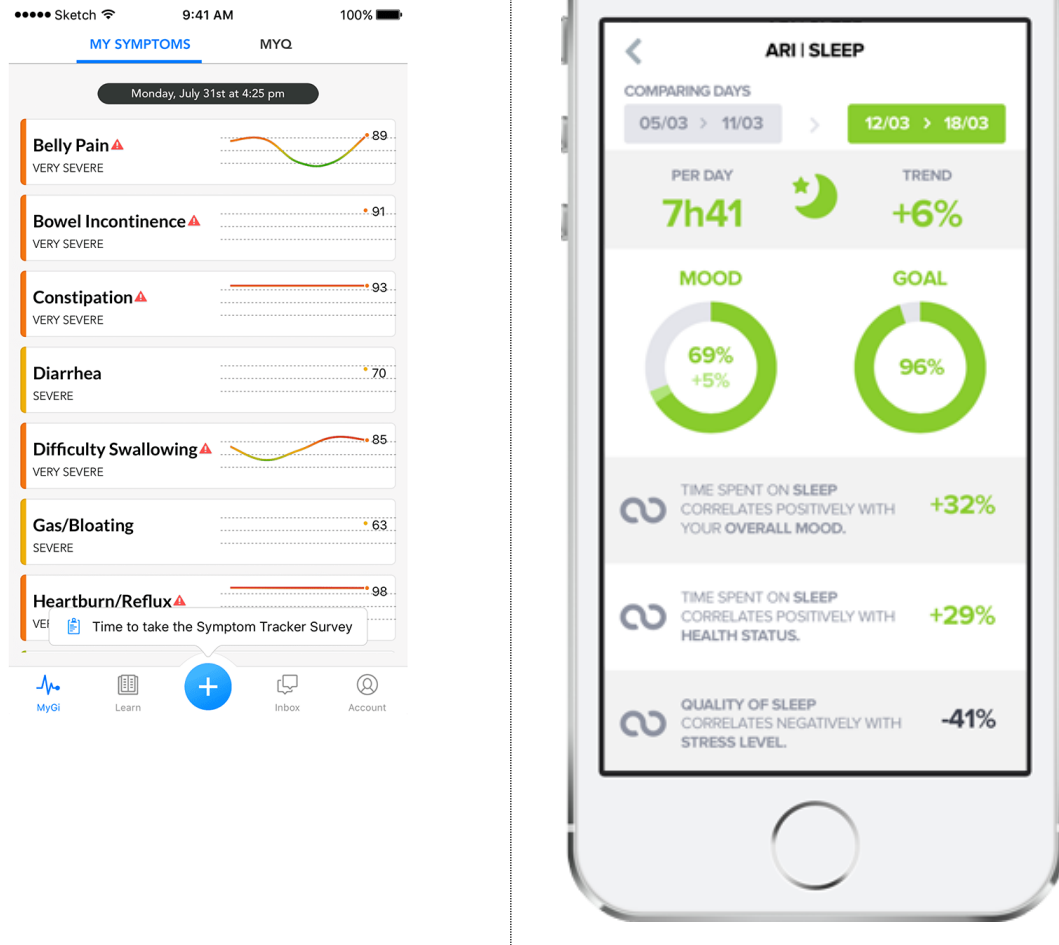 Sketch 9:41 AM 100%
MY SYMPTOMS MYQ
Monday, July 31st at 4:25 pm
Belly Pain 89
VERY SEVERE
Bowel Incontinence 91
VERY SEVERE
Constipation 93
VERY SEVERE
Diarrhea 70
SEVERE
Difficulty Swallowing 85
VERY SEVERE
Gas/Bloating 63
SEVERE
Heartburn/Reflux 98
VE
Time to take the Symptom Tracker Survey
MyGi Learn Inbox Account
ARI | SLEEP
COMPARING DAYS
05/03 > 11/03 > 12/03 > 18/03
PER DAY TREND
7h41 +6%
MOOD GOAL
69%
+5%
96%
TIME SPENT ON SLEEP
CORRELATES POSITIVELY WITH
YOUR OVERALL MOOD.
+32%
TIME SPENT ON SLEEP
CORRELATES POSITIVELY WITH
HEALTH STATUS.
+29%
QUALITY OF SLEEP
CORRELATES NEGATIVELY WITH
STRESS LEVEL.
-41%